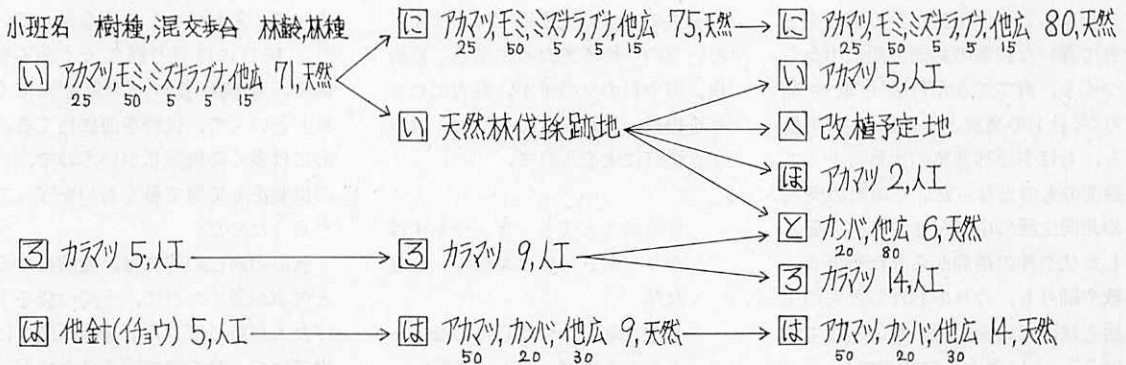 小班名 樹種,混交歩合 林齢,林種
い アカマツ,モミ,ミズナラ,ブナ,他広 71,天然
25 50 5 5 15
に アカマツ,モミ,ミズナラ,ブナ,他広 75,天然
25 50 5 5 15
に アカマツ,モミ,ミズナラ,ブナ,他広 80,天然
25 50 5 5 15
い アカマツ 5,人工
い 天然林伐採跡地
へ 改植予定地
ほ アカマツ 2,人工
と カンバ,他広 6,天然
20 80
ろ カラマツ 5,人工
ろ カラマツ 9,人工
ろ カラマツ 14,人工
は 他針(イチョウ) 5,人工
は アカマツ,カンバ,他広 9,天然
50 20 30
は アカマツ,カンバ,他広 14,天然
50 20 30